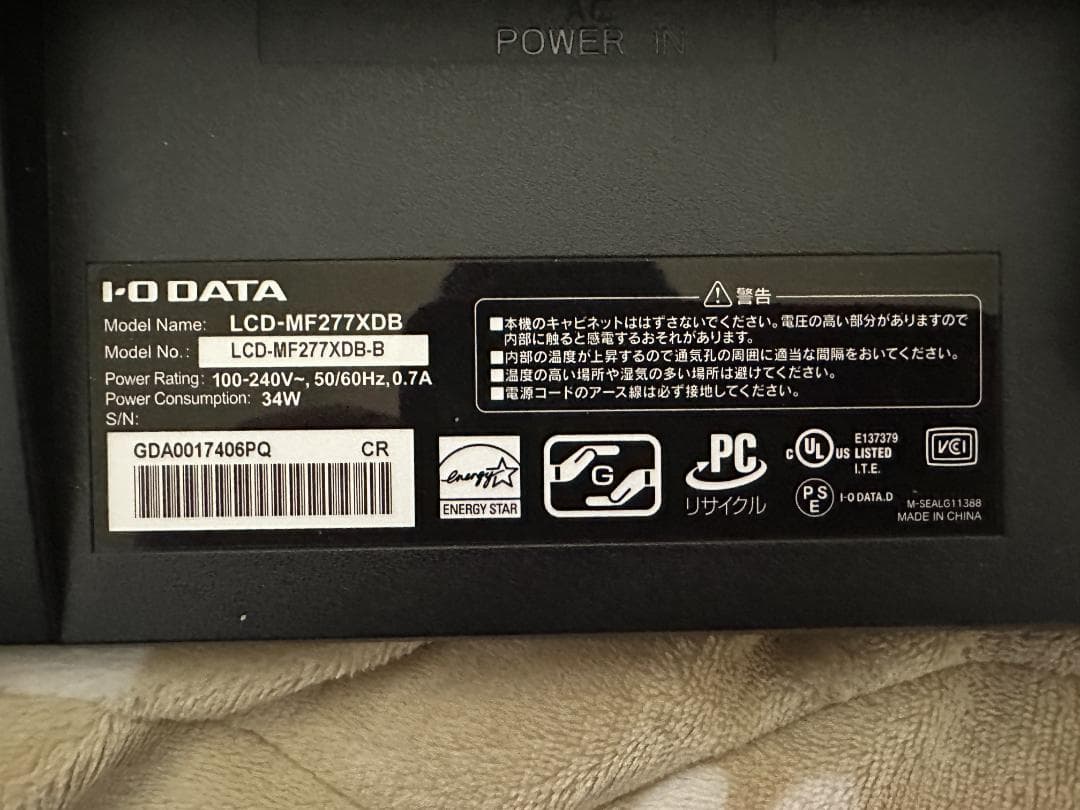 AC
POWER IN
I-O DATA
Model Name: LCD-MF277XDB
Model No.: LCD-MF277XDB-B
Power Rating: 100-240V~, 50/60Hz, 0.7A
Power Consumption: 34W
S/N:
GDA0017406PQ CR
警告
■本機のキャビネットははずさないでください。電圧の高い部分がありますので
内部に触ると感電するおそれがあります。
■内部の温度が上昇するので通気孔の周囲に適当な間隔をおいてください。
■温度の高い場所や湿気の多い場所は避けてください。
■電源コードのアース線は必ず接地してください。
energy
ENERGY STAR
G
PC
リサイクル
c UL US LISTED
E137379
I.T.E.
PSE
I-O DATA.D
VCI
M-SEALG11388
MADE IN CHINA